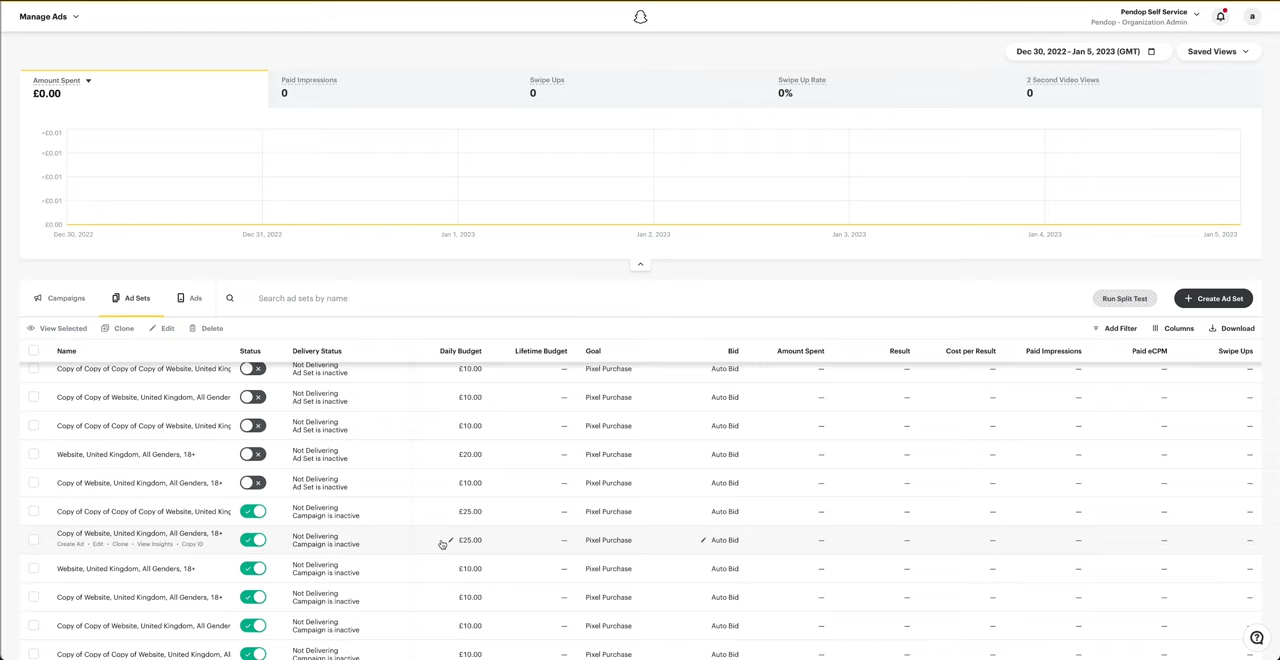 Manage Ads
Pendop Self Service
Pendop - Organization Admin
a
Dec 30, 2022 – Jan 5, 2023 (GMT)
Saved Views
Amount Spent
£0.00
Paid Impressions
0
Swipe Ups
0
Swipe Up Rate
0%
2 Second Video Views
0
<£0.01
<£0.01
<£0.01
<£0.01
£0.00
Dec 30, 2022
Dec 31, 2022
Jan 1, 2023
Jan 2, 2023
Jan 3, 2023
Jan 4, 2023
Jan 5, 2023
Campaigns
Ad Sets
Ads
Search ad sets by name
Run Split Test
+ Create Ad Set
View Selected
Clone
Edit
Delete
Add Filter
Columns
Download
Name Status Delivery Status Daily Budget Lifetime Budget Goal Bid Amount Spent Result Cost per Result Paid Impressions Paid eCPM Swipe Ups
Copy of Copy of Copy of Copy of Website, United King Not Delivering Ad Set is inactive £10.00 — Pixel Purchase Auto Bid — — — — — —
Copy of Copy of Website, United Kingdom, All Gender Not Delivering Ad Set is inactive £10.00 — Pixel Purchase Auto Bid — — — — — —
Copy of Copy of Copy of Copy of Website, United King Not Delivering Ad Set is inactive £10.00 — Pixel Purchase Auto Bid — — — — — —
Website, United Kingdom, All Genders, 18+ Not Delivering Ad Set is inactive £20.00 — Pixel Purchase Auto Bid — — — — — —
Copy of Website, United Kingdom, All Genders, 18+ Not Delivering Ad Set is inactive £10.00 — Pixel Purchase Auto Bid — — — — — —
Copy of Copy of Copy of Copy of Website, United King Not Delivering Campaign is inactive £25.00 — Pixel Purchase Auto Bid — — — — — —
Copy of Website, United Kingdom, All Genders, 18+ Not Delivering Campaign is inactive £25.00 — Pixel Purchase Auto Bid — — — — — —
Create Ad • Edit • Clone • View Insights • Copy ID
Website, United Kingdom, All Genders, 18+ Not Delivering Campaign is inactive £10.00 — Pixel Purchase Auto Bid — — — — — —
Copy of Website, United Kingdom, All Genders, 18+ Not Delivering Campaign is inactive £10.00 — Pixel Purchase Auto Bid — — — — — —
Copy of Copy of Website, United Kingdom, All Gender Not Delivering Campaign is inactive £10.00 — Pixel Purchase Auto Bid — — — — — —
Copy of Copy of Copy of Website, United Kingdom, Al Not Delivering Campaign is inactive £10.00 — Pixel Purchase Auto Bid — — — — — —